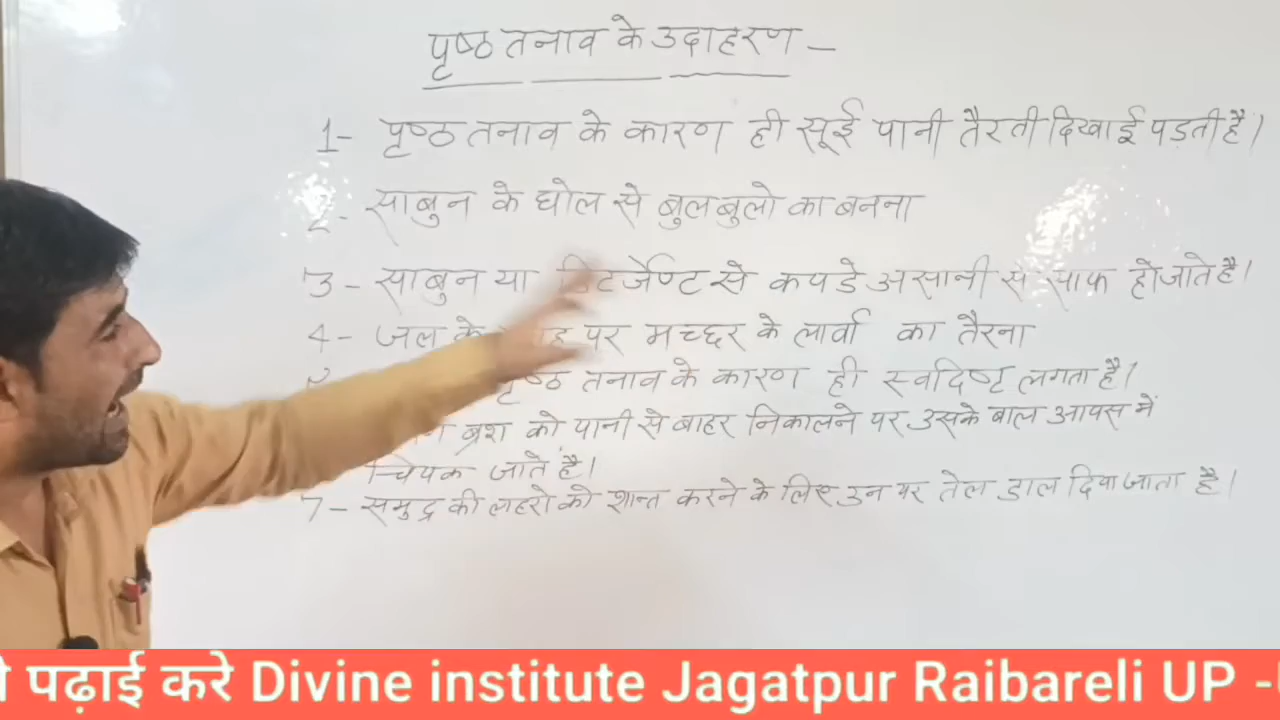 पृष्ठ तनाव के उदाहरण –
1- पृष्ठ तनाव के कारण ही सूई पानी तैरती दिखाई पड़ती है।
2- साबुन के घोल से बुलबुलो का बनना
3- साबुन या डिटर्जेण्ट से कपडे असानी से साफ होजाते है।
4- जल के पर मच्छर के लार्वा का तैरना
पृष्ठ तनाव के कारण ही स्वदिष्ट लगता है।
ब्रश को पानी से बाहर निकालने पर उसके बाल आपस में
चिपक जाते है।
7- समुद्र की लहरो को शान्त करने के लिए उन पर तेल डाल दिया जाता है।
पढ़ाई करे Divine institute Jagatpur Raibareli UP -